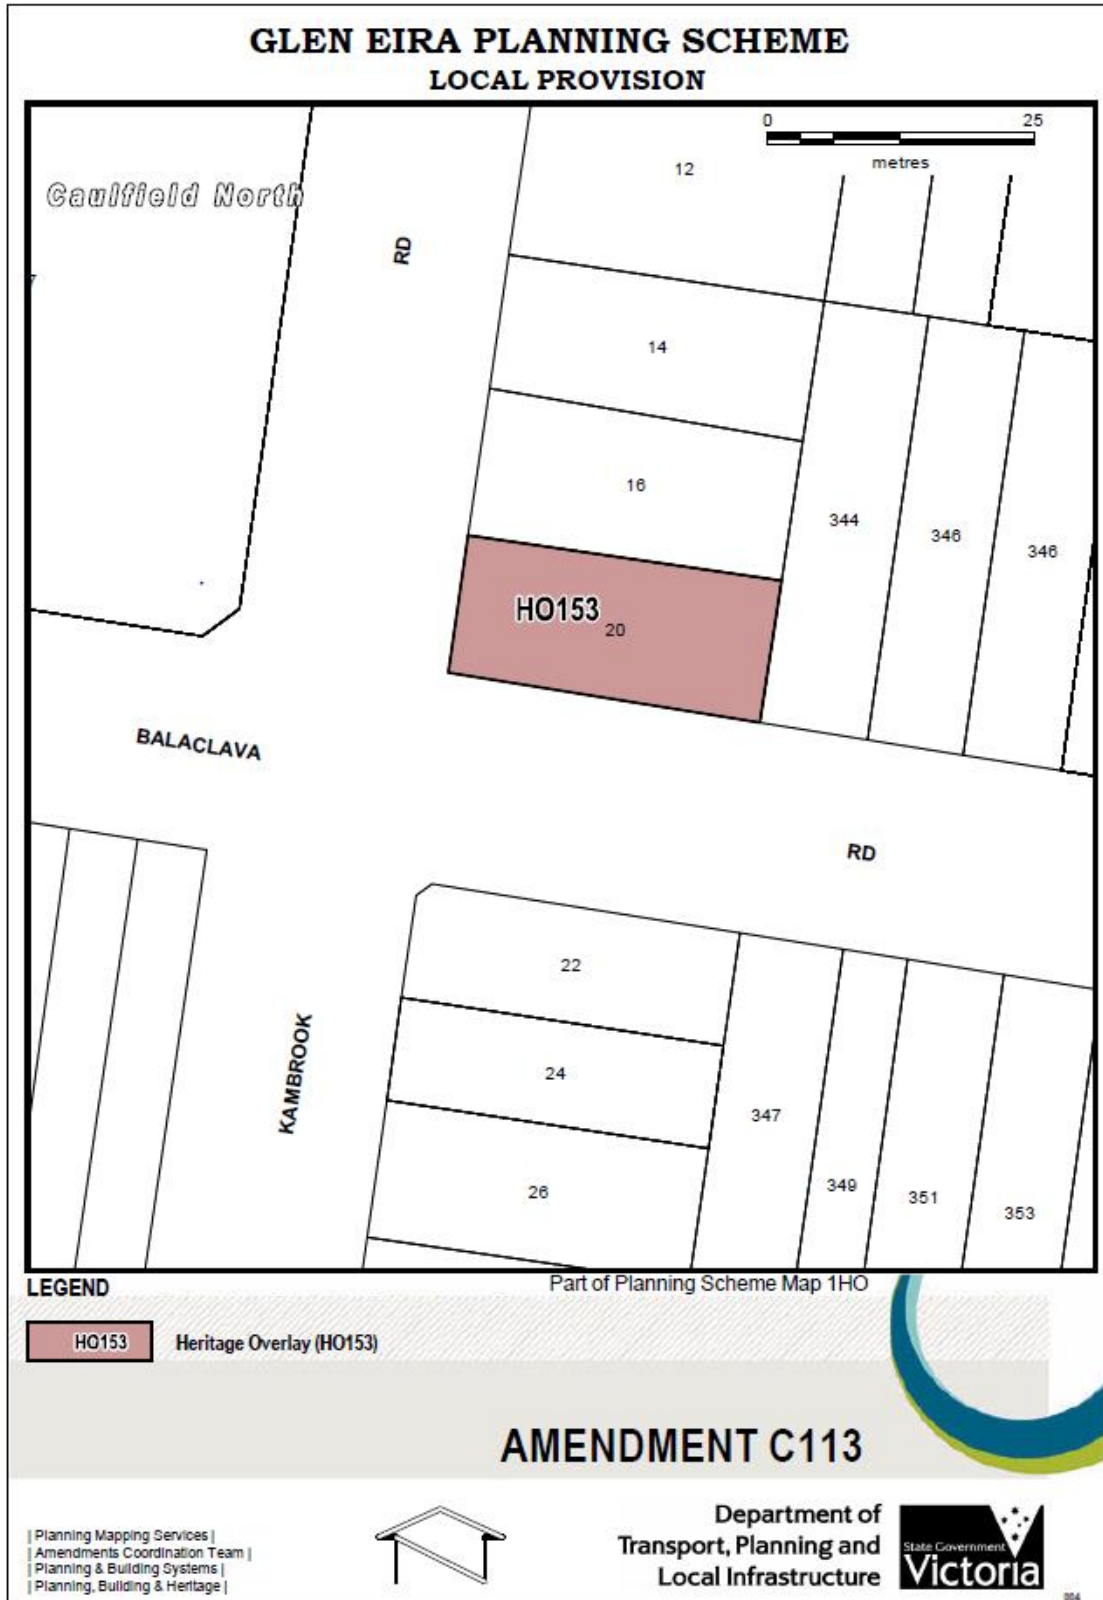 GLEN EIRA PLANNING SCHEME
LOCAL PROVISION
0 25
metres
Caulfield North
RD
12
7
14
16
344
346
346
HO153
20
BALACLAVA
RD
22
24
KAMBROOK
347
26
349
351
353
LEGEND
Part of Planning Scheme Map 1HO
HO153
Heritage Overlay (HO153)
AMENDMENT C113
| Planning Mapping Services |
| Amendments Coordination Team |
| Planning & Building Systems |
| Planning, Building & Heritage |
Department of
Transport, Planning and
Local Infrastructure
State Government
Victoria
004